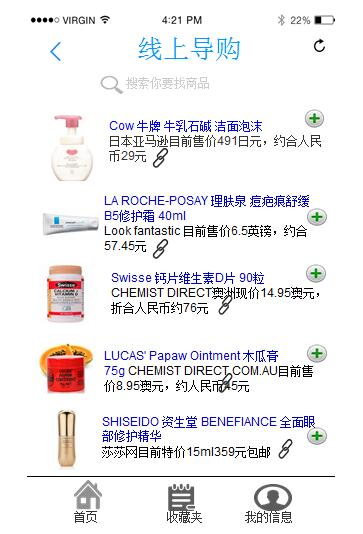 VIRGIN 4:21 PM 22%
线上导购
搜索你要找商品
Cow 牛牌 牛乳石碱 洁面泡沫
日本亚马逊目前售价491日元，约合人民
币29元
LA ROCHE-POSAY 理肤泉 痘疤痕舒缓
B5修护霜 40ml
Look fantastic 目前售价6.5英镑，约合
57.45元
Swisse 钙片维生素D片 90粒
CHEMIST DIRECT澳洲现价14.95澳元，
折合人民币约76元
LUCAS' Papaw Ointment 木瓜膏
75g CHEMIST DIRECT.COM.AU目前售
价8.95澳元，约人民币45元
SHISEIDO 资生堂 BENEFIANCE 全面眼
部修护精华
莎莎网目前特价15ml359元包邮
首页 收藏夹 我的信息